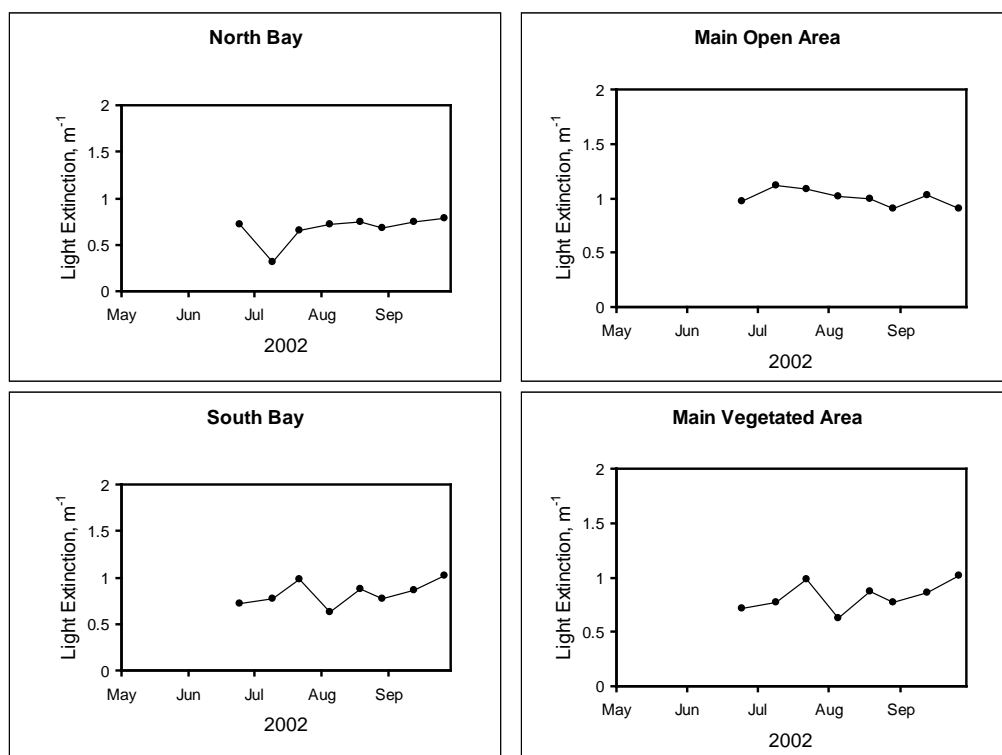 North Bay
2
1.5
1
0.5
0
Light Extinction, m-1
May Jun Jul Aug Sep
2002
Main Open Area
2
1.5
1
0.5
0
Light Extinction, m-1
May Jun Jul Aug Sep
2002
South Bay
2
1.5
1
0.5
0
Light Extinction, m-1
May Jun Jul Aug Sep
2002
Main Vegetated Area
2
1.5
1
0.5
0
Light Extinction, m-1
May Jun Jul Aug Sep
2002